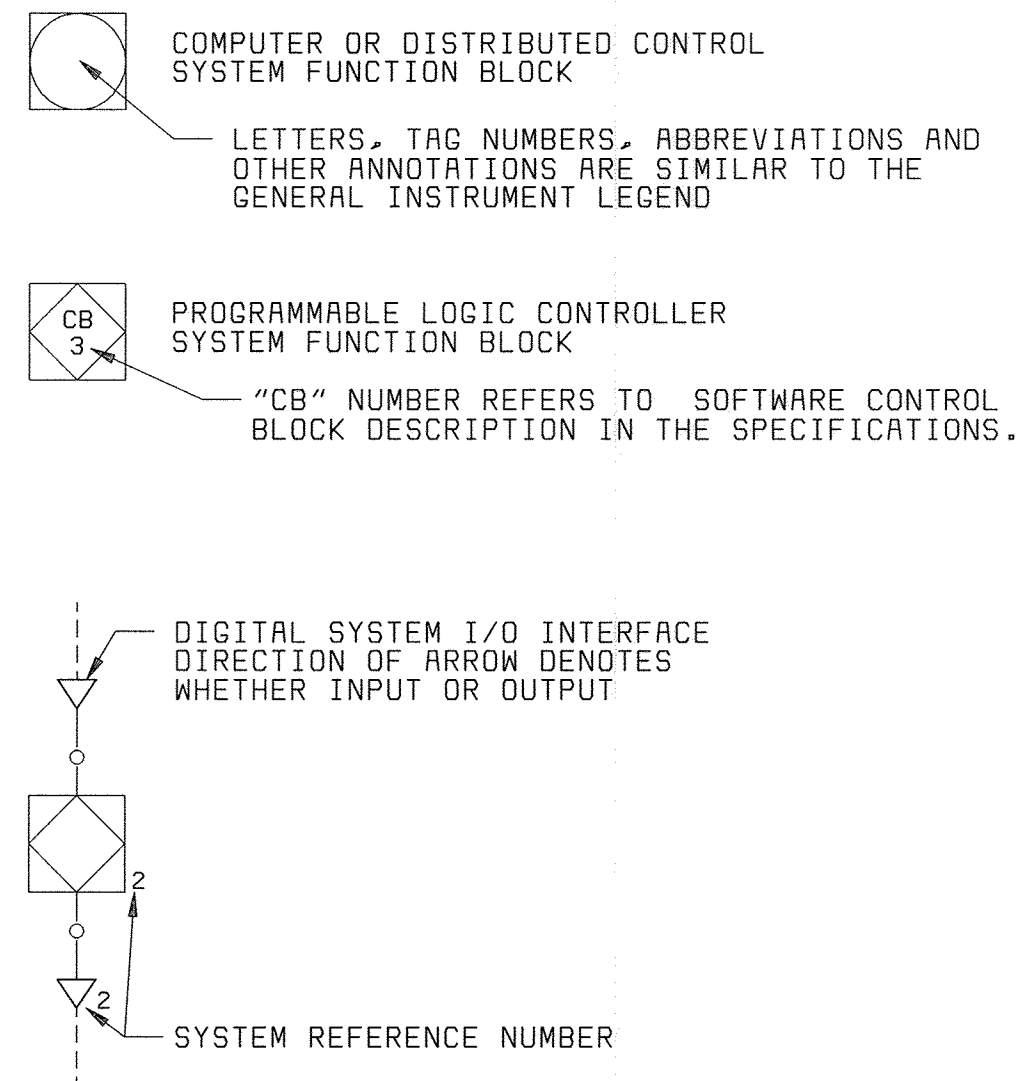 COMPUTER OR DISTRIBUTED CONTROL
SYSTEM FUNCTION BLOCK
LETTERS, TAG NUMBERS, ABBREVIATIONS AND
OTHER ANNOTATIONS ARE SIMILAR TO THE
GENERAL INSTRUMENT LEGEND
CB
3
PROGRAMMABLE LOGIC CONTROLLER
SYSTEM FUNCTION BLOCK
"CB" NUMBER REFERS TO SOFTWARE CONTROL
BLOCK DESCRIPTION IN THE SPECIFICATIONS.
DIGITAL SYSTEM I/O INTERFACE
DIRECTION OF ARROW DENOTES
WHETHER INPUT OR OUTPUT
2
2
SYSTEM REFERENCE NUMBER